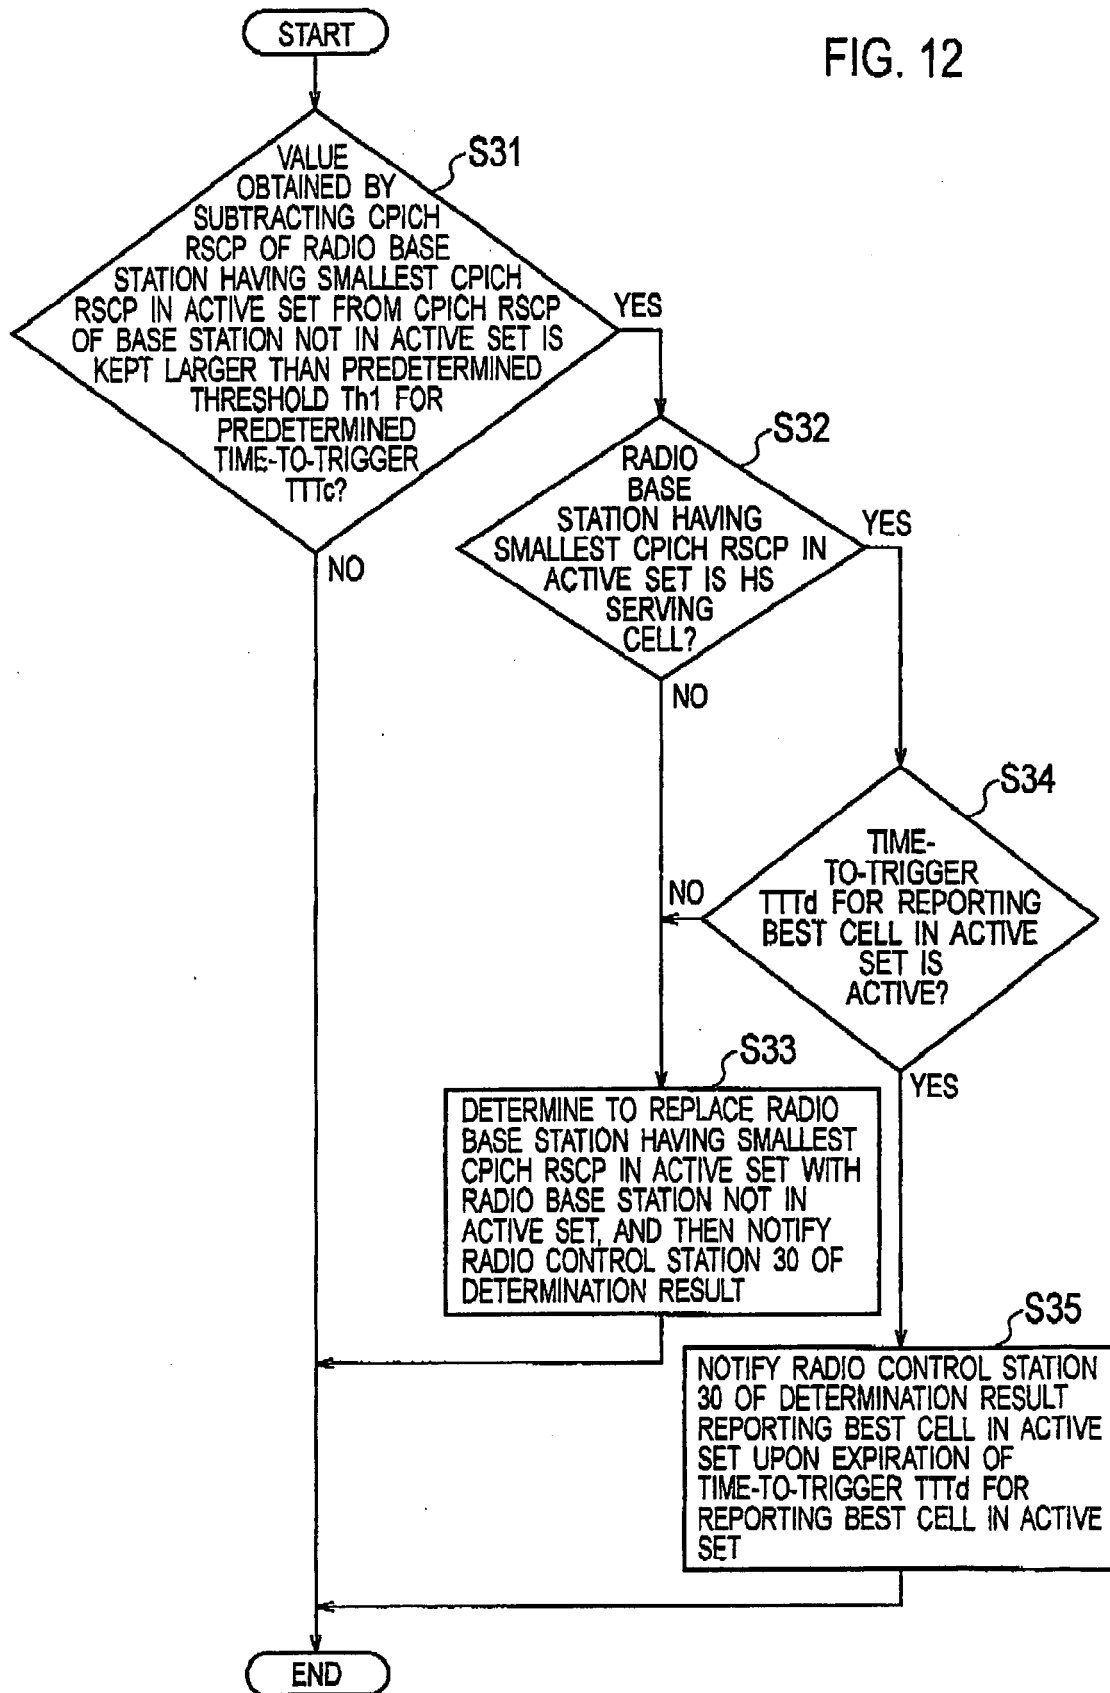 START
FIG. 12
S31
VALUE
OBTAINED BY
SUBTRACTING CPICH
RSCP OF RADIO BASE
STATION HAVING SMALLEST CPICH
RSCP IN ACTIVE SET FROM CPICH RSCP
OF BASE STATION NOT IN ACTIVE SET IS
KEPT LARGER THAN PREDETERMINED
THRESHOLD Th1 FOR
PREDETERMINED
TIME-TO-TRIGGER
TTTc?
YES
NO
S32
RADIO
BASE
STATION HAVING
SMALLEST CPICH RSCP IN
ACTIVE SET IS HS
SERVING
CELL?
YES
NO
S34
TIME-
TO-TRIGGER
TTTd FOR REPORTING
BEST CELL IN ACTIVE
SET IS
ACTIVE?
NO
YES
S33
DETERMINE TO REPLACE RADIO
BASE STATION HAVING SMALLEST
CPICH RSCP IN ACTIVE SET WITH
RADIO BASE STATION NOT IN
ACTIVE SET, AND THEN NOTIFY
RADIO CONTROL STATION 30 OF
DETERMINATION RESULT
S35
NOTIFY RADIO CONTROL STATION
30 OF DETERMINATION RESULT
REPORTING BEST CELL IN ACTIVE
SET UPON EXPIRATION OF
TIME-TO-TRIGGER TTTd FOR
REPORTING BEST CELL IN ACTIVE
SET
END